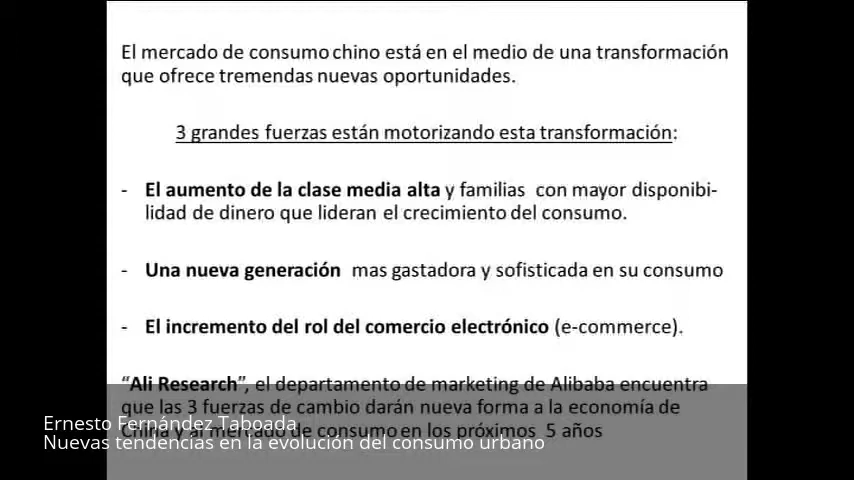 El mercado de consumo chino está en el medio de una transformación
que ofrece tremendas nuevas oportunidades.
3 grandes fuerzas están motorizando esta transformación:
- El aumento de la clase media alta y familias con mayor disponibi-
lidad de dinero que lideran el crecimiento del consumo.
- Una nueva generación mas gastadora y sofisticada en su consumo
- El incremento del rol del comercio electrónico (e-commerce).
“Ali Research”, el departamento de marketing de Alibaba encuentra
que las 3 fuerzas de cambio darán nueva forma a la economía de
China y al mercado de consumo en los próximos 5 años
Ernesto Fernández Taboada
Nuevas tendencias en la evolución del consumo urbano